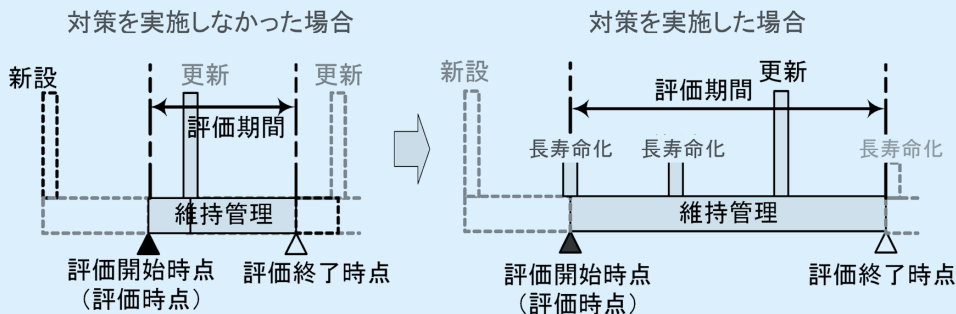 対策を実施しなかった場合
新設
更新
更新
評価期間
維持管理
評価開始時点
（評価時点）
評価終了時点
対策を実施した場合
新設
更新
評価期間
長寿命化
長寿命化
長寿命化
維持管理
評価開始時点
（評価時点）
評価終了時点